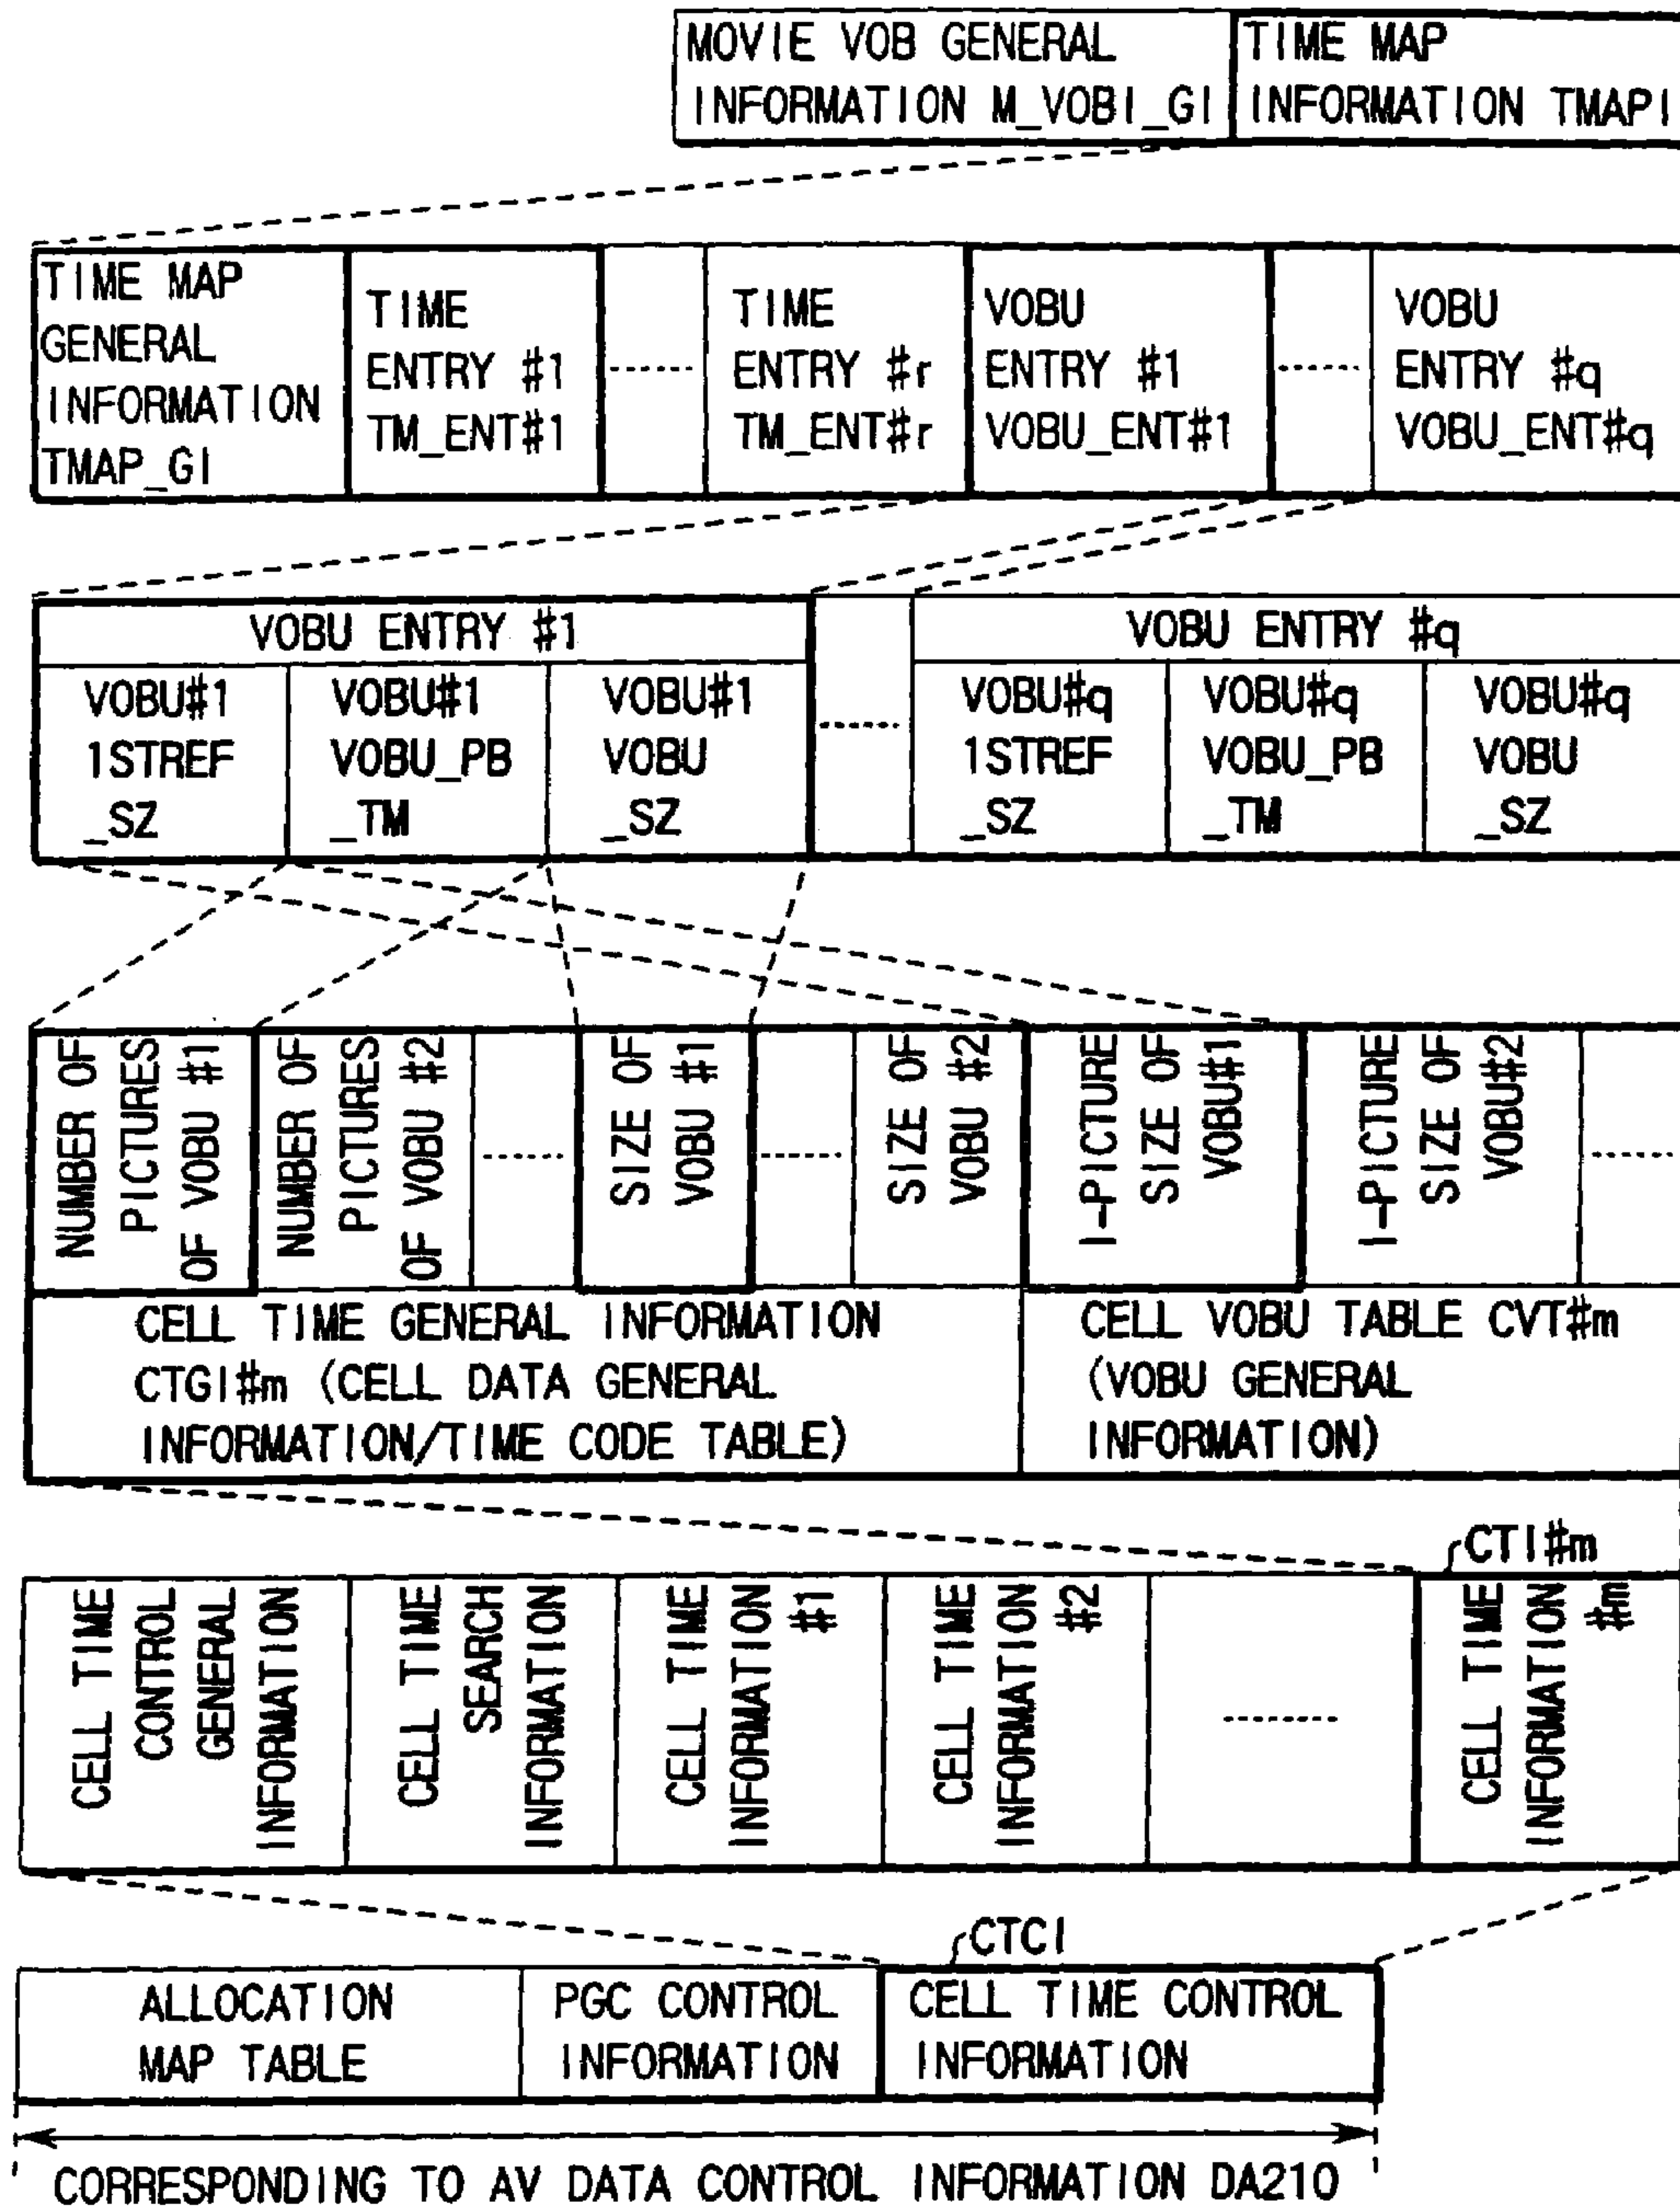 MOVIE VOB GENERAL
INFORMATION M_VOBI_GI
TIME MAP
INFORMATION TMAPI
TIME MAP
GENERAL
INFORMATION
TMAP_GI
TIME
ENTRY #1
TM_ENT#1
TIME
ENTRY #r
TM_ENT#r
VOBU
ENTRY #1
VOBU_ENT#1
VOBU
ENTRY #q
VOBU_ENT#q
VOBU ENTRY #1
VOBU ENTRY #q
VOBU#1
1STREF
_SZ
VOBU#1
VOBU_PB
_TM
VOBU#1
VOBU
_SZ
VOBU#q
1STREF
_SZ
VOBU#q
VOBU_PB
_TM
VOBU#q
VOBU
_SZ
NUMBER OF
PICTURES
OF VOBU #1
NUMBER OF
PICTURES
OF VOBU #2
SIZE OF
VOBU #1
SIZE OF
VOBU #2
I-PICTURE
SIZE OF
VOBU#1
I-PICTURE
SIZE OF
VOBU#2
CELL TIME GENERAL INFORMATION
CTGI#m (CELL DATA GENERAL
INFORMATION/TIME CODE TABLE)
CELL VOBU TABLE CVT#m
(VOBU GENERAL
INFORMATION)
CTI#m
CELL TIME
CONTROL
GENERAL
INFORMATION
CELL TIME
SEARCH
INFORMATION
CELL TIME
INFORMATION
#1
CELL TIME
INFORMATION
#2
CELL TIME
INFORMATION
#m
CTCI
ALLOCATION
MAP TABLE
PGC CONTROL
INFORMATION
CELL TIME CONTROL
INFORMATION
CORRESPONDING TO AV DATA CONTROL INFORMATION DA210